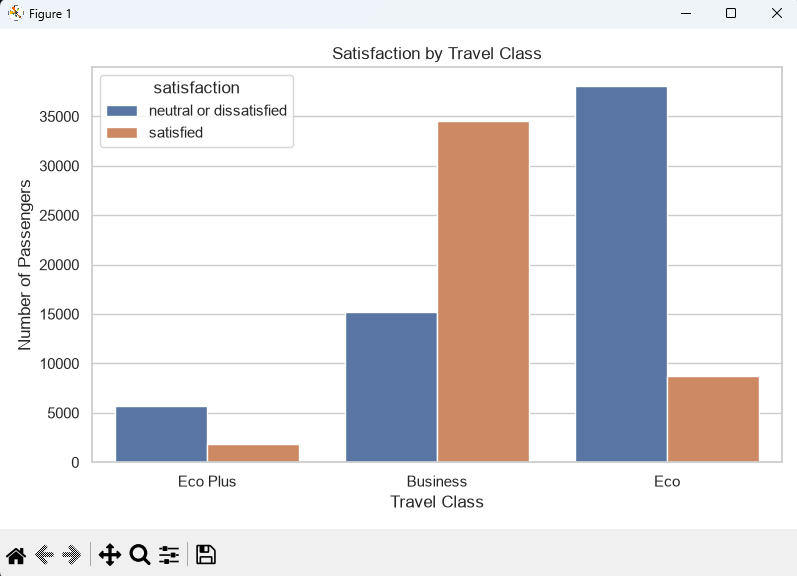 Figure 1
Satisfaction by Travel Class
satisfaction
neutral or dissatisfied
satisfied
35000
30000
25000
20000
15000
10000
5000
0
Number of Passengers
Eco Plus
Business
Eco
Travel Class